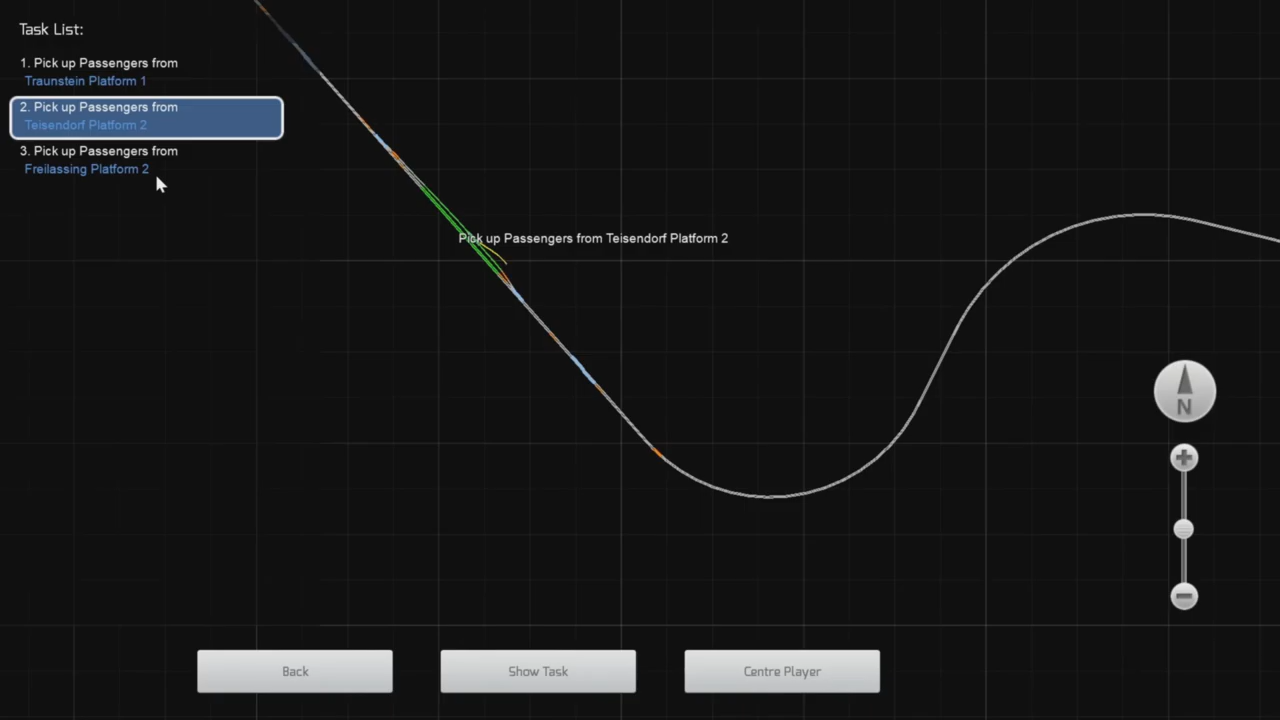 Task List:
1. Pick up Passengers from
Traunstein Platform 1
2. Pick up Passengers from
Teisendorf Platform 2
3. Pick up Passengers from
Freilassing Platform 2
Pick up Passengers from Teisendorf Platform 2
N
Back
Show Task
Centre Player